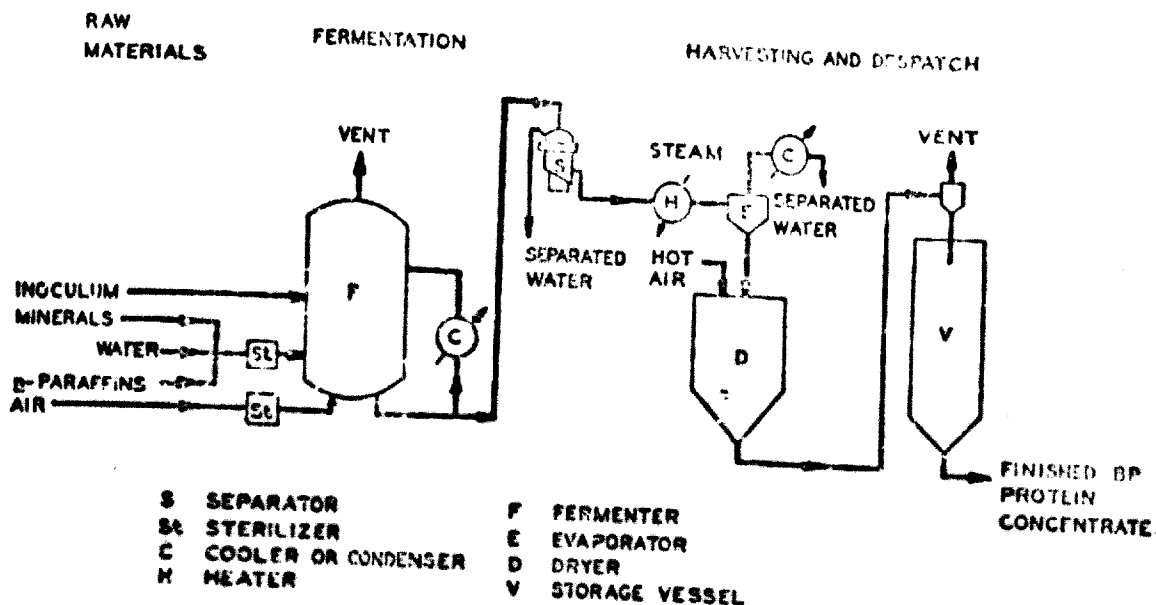 RAW
MATERIALS
FERMENTATION
HARVESTING AND DESPATCH
VENT
STEAM
VENT
S
C
H
E
SEPARATED
WATER
SEPARATED
WATER
HOT
AIR
INOCULUM
F
MINERALS
C
V
WATER
St
D
n-PARAFFINS
AIR
St
FINISHED BP
PROTEIN
CONCENTRATE
S SEPARATOR
St STERILIZER
C COOLER OR CONDENSER
H HEATER
F FERMENTER
E EVAPORATOR
D DRYER
V STORAGE VESSEL